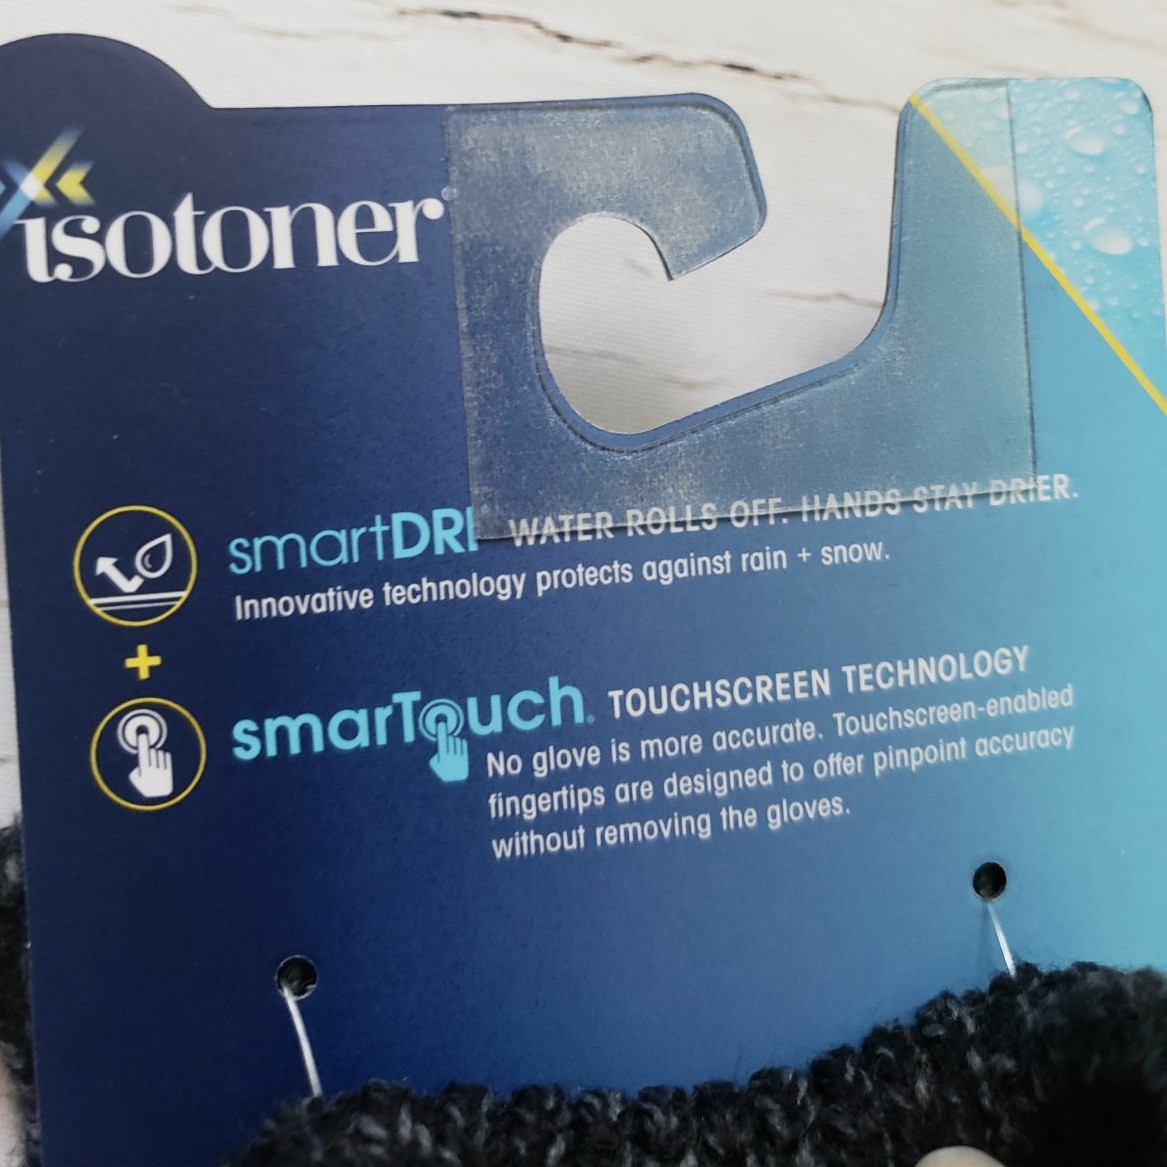 isotoner®
smartDRI WATER ROLLS OFF. HANDS STAY DRIER.
Innovative technology protects against rain + snow.
+
smarTouch. TOUCHSCREEN TECHNOLOGY
No glove is more accurate. Touchscreen-enabled
fingertips are designed to offer pinpoint accuracy
without removing the gloves.